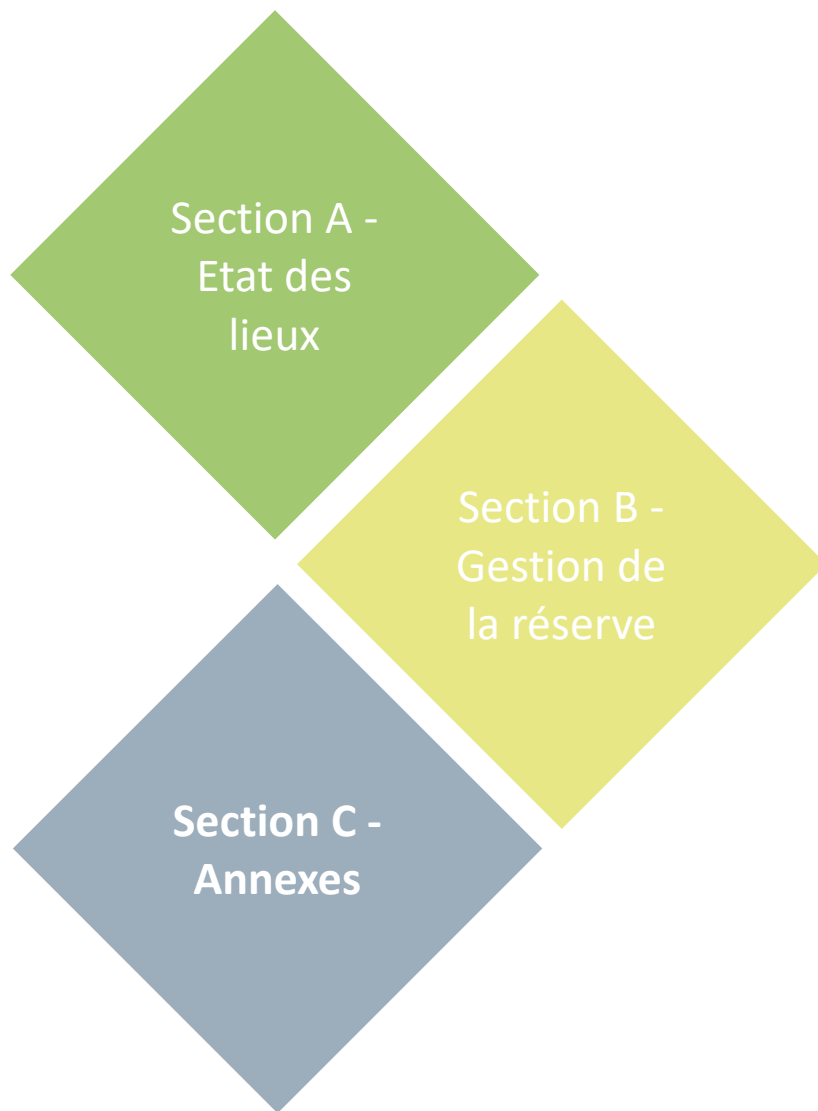 Section A -
Etat des
lieux
Section B -
Gestion de
la réserve
Section C -
Annexes